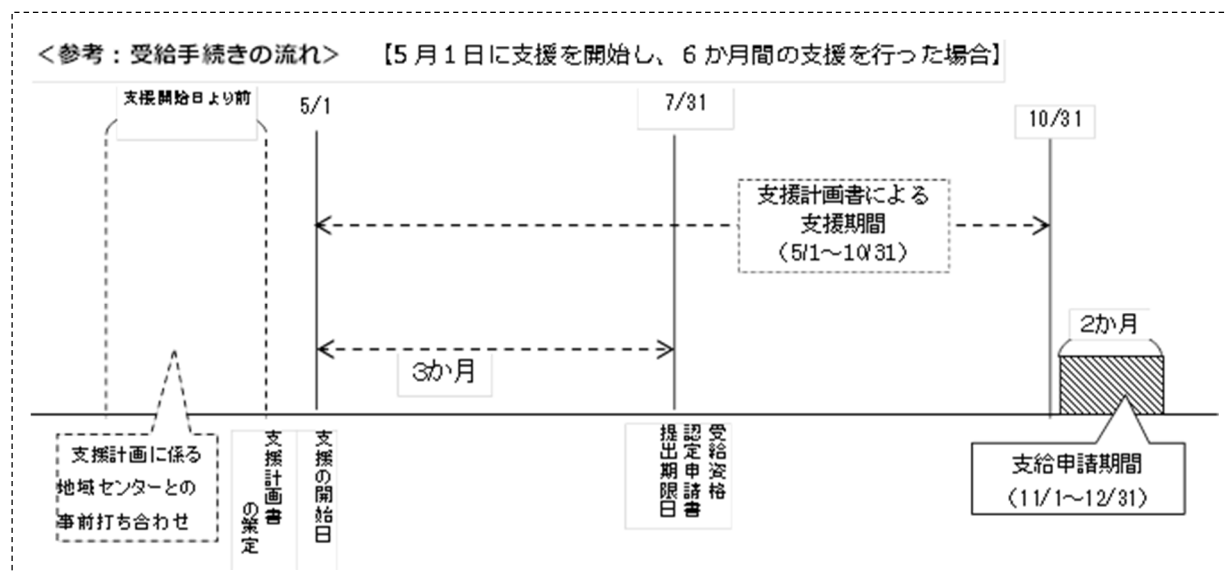 ＜参考：受給手続きの流れ＞　【5月1日に支援を開始し、6か月間の支援を行った場合】
支援開始日より前
5/1
7/31
10/31
支援計画書による
支援期間
（5/1～10/31）
2か月
3か月
支援計画に係る
地域センターとの
事前打ち合わせ
支援計画書
の策定
支援の開始日
受給資格
認定申請書
提出期限日
支給申請期間
（11/1～12/31）